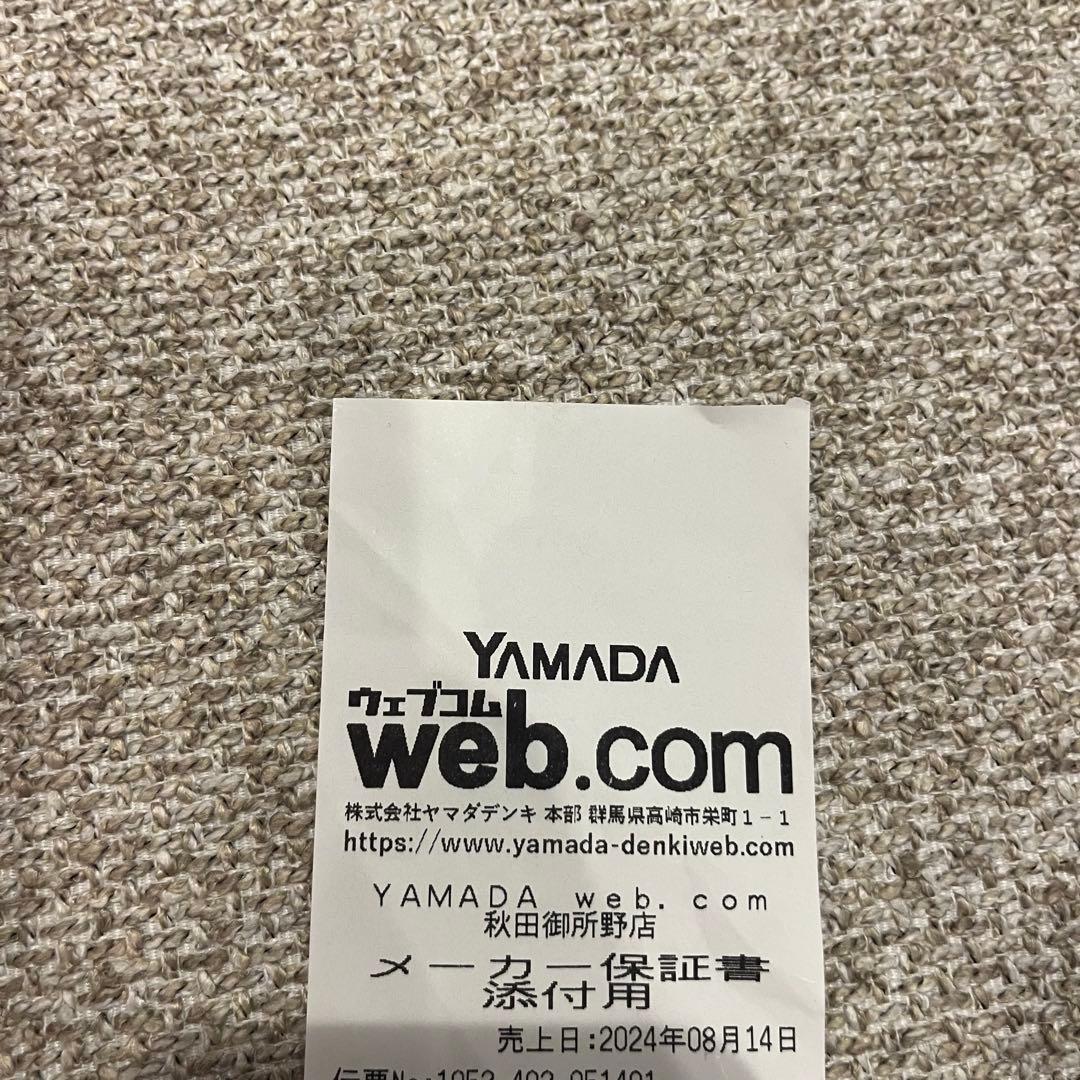 YAMADA
ウェブコム
web.com
株式会社ヤマダデンキ 本部 群馬県高崎市栄町１－１
https://www.yamada-denkiweb.com
ＹＡＭＡＤＡ　ｗｅｂ．ｃｏｍ
秋田御所野店
メーカー保証書
添付用
売上日:2024年08月14日